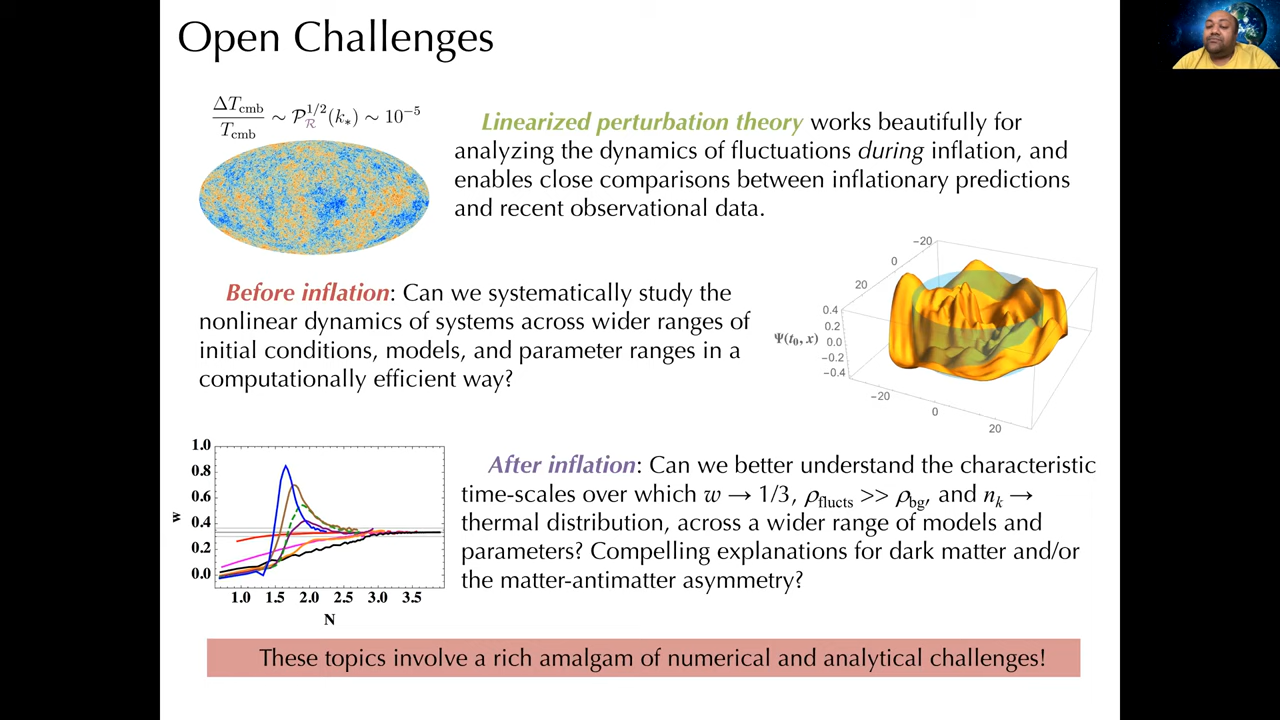 Open Challenges
ΔT_cmb / T_cmb ~ P_R^{1/2}(k_*) ~ 10^{-5}
Linearized perturbation theory works beautifully for
analyzing the dynamics of fluctuations during inflation, and
enables close comparisons between inflationary predictions
and recent observational data.
Before inflation: Can we systematically study the
nonlinear dynamics of systems across wider ranges of
initial conditions, models, and parameter ranges in a
computationally efficient way?
−20
0
20
0.4
0.2
Ψ(t₀, x) 0.0
−0.2
−0.4
−20
0
20
1.0
0.8
0.6
0.4
w
0.2
0.0
1.0 1.5 2.0 2.5 3.0 3.5
N
After inflation: Can we better understand the characteristic
time-scales over which w → 1/3, ρ_flucts >> ρ_bg, and n_k →
thermal distribution, across a wider range of models and
parameters? Compelling explanations for dark matter and/or
the matter-antimatter asymmetry?
These topics involve a rich amalgam of numerical and analytical challenges!